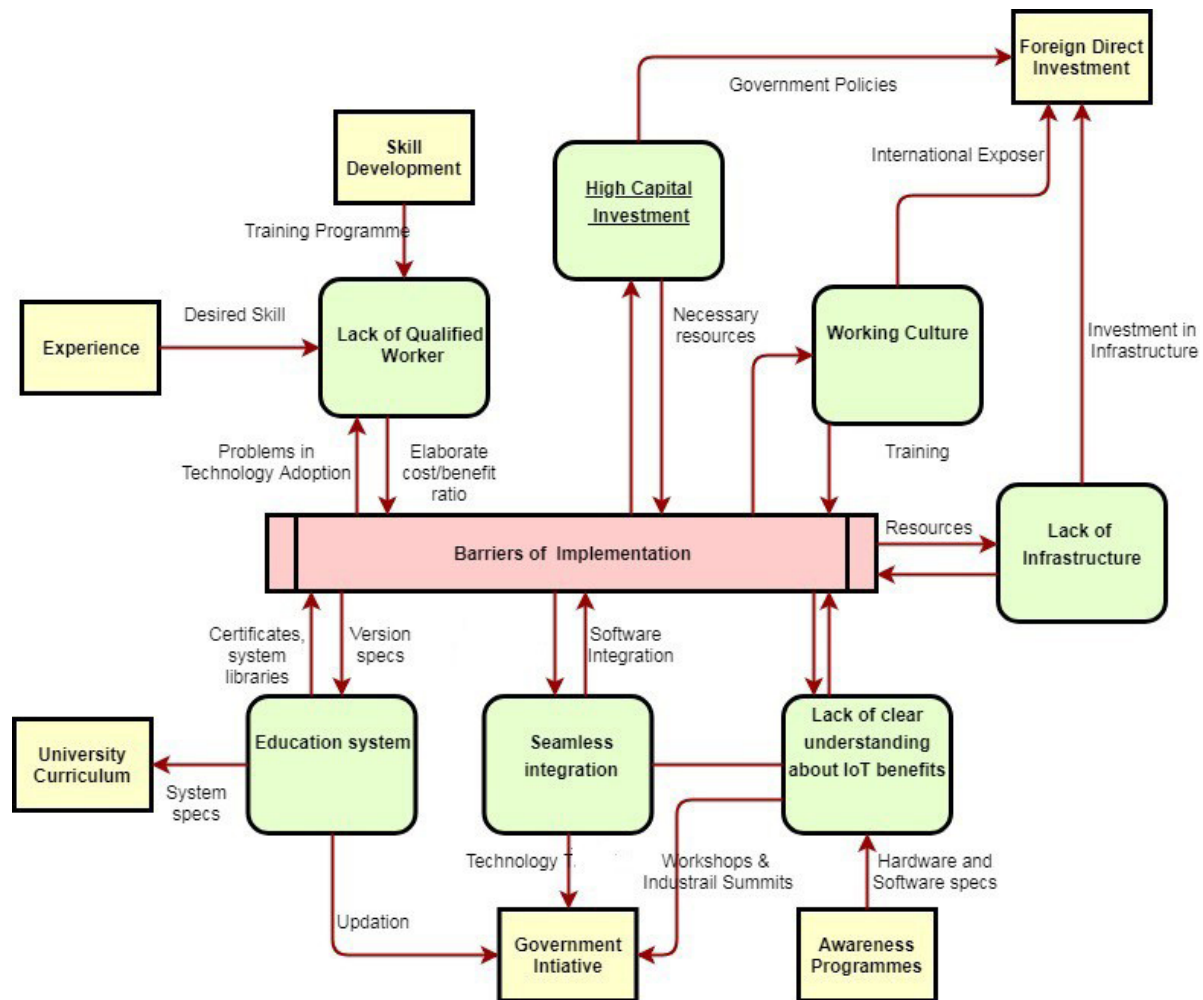 Foreign Direct
Investment
Government Policies
Skill
Development
International Exposer
High Capital
Investment
Training Programme
Experience
Desired Skill
Lack of Qualified
Worker
Necessary
resources
Working Culture
Investment in
Infrastructure
Problems in
Technology Adoption
Elaborate
cost/benefit
ratio
Training
Barriers of Implementation
Resources
Lack of
Infrastructure
Certificates,
system
libraries
Version
specs
Software
Integration
University
Curriculum
System
specs
Education system
Seamless
integration
Lack of clear
understanding
about IoT benefits
Technology T.
Workshops &
Industrail Summits
Hardware and
Software specs
Updation
Government
Intiative
Awareness
Programmes